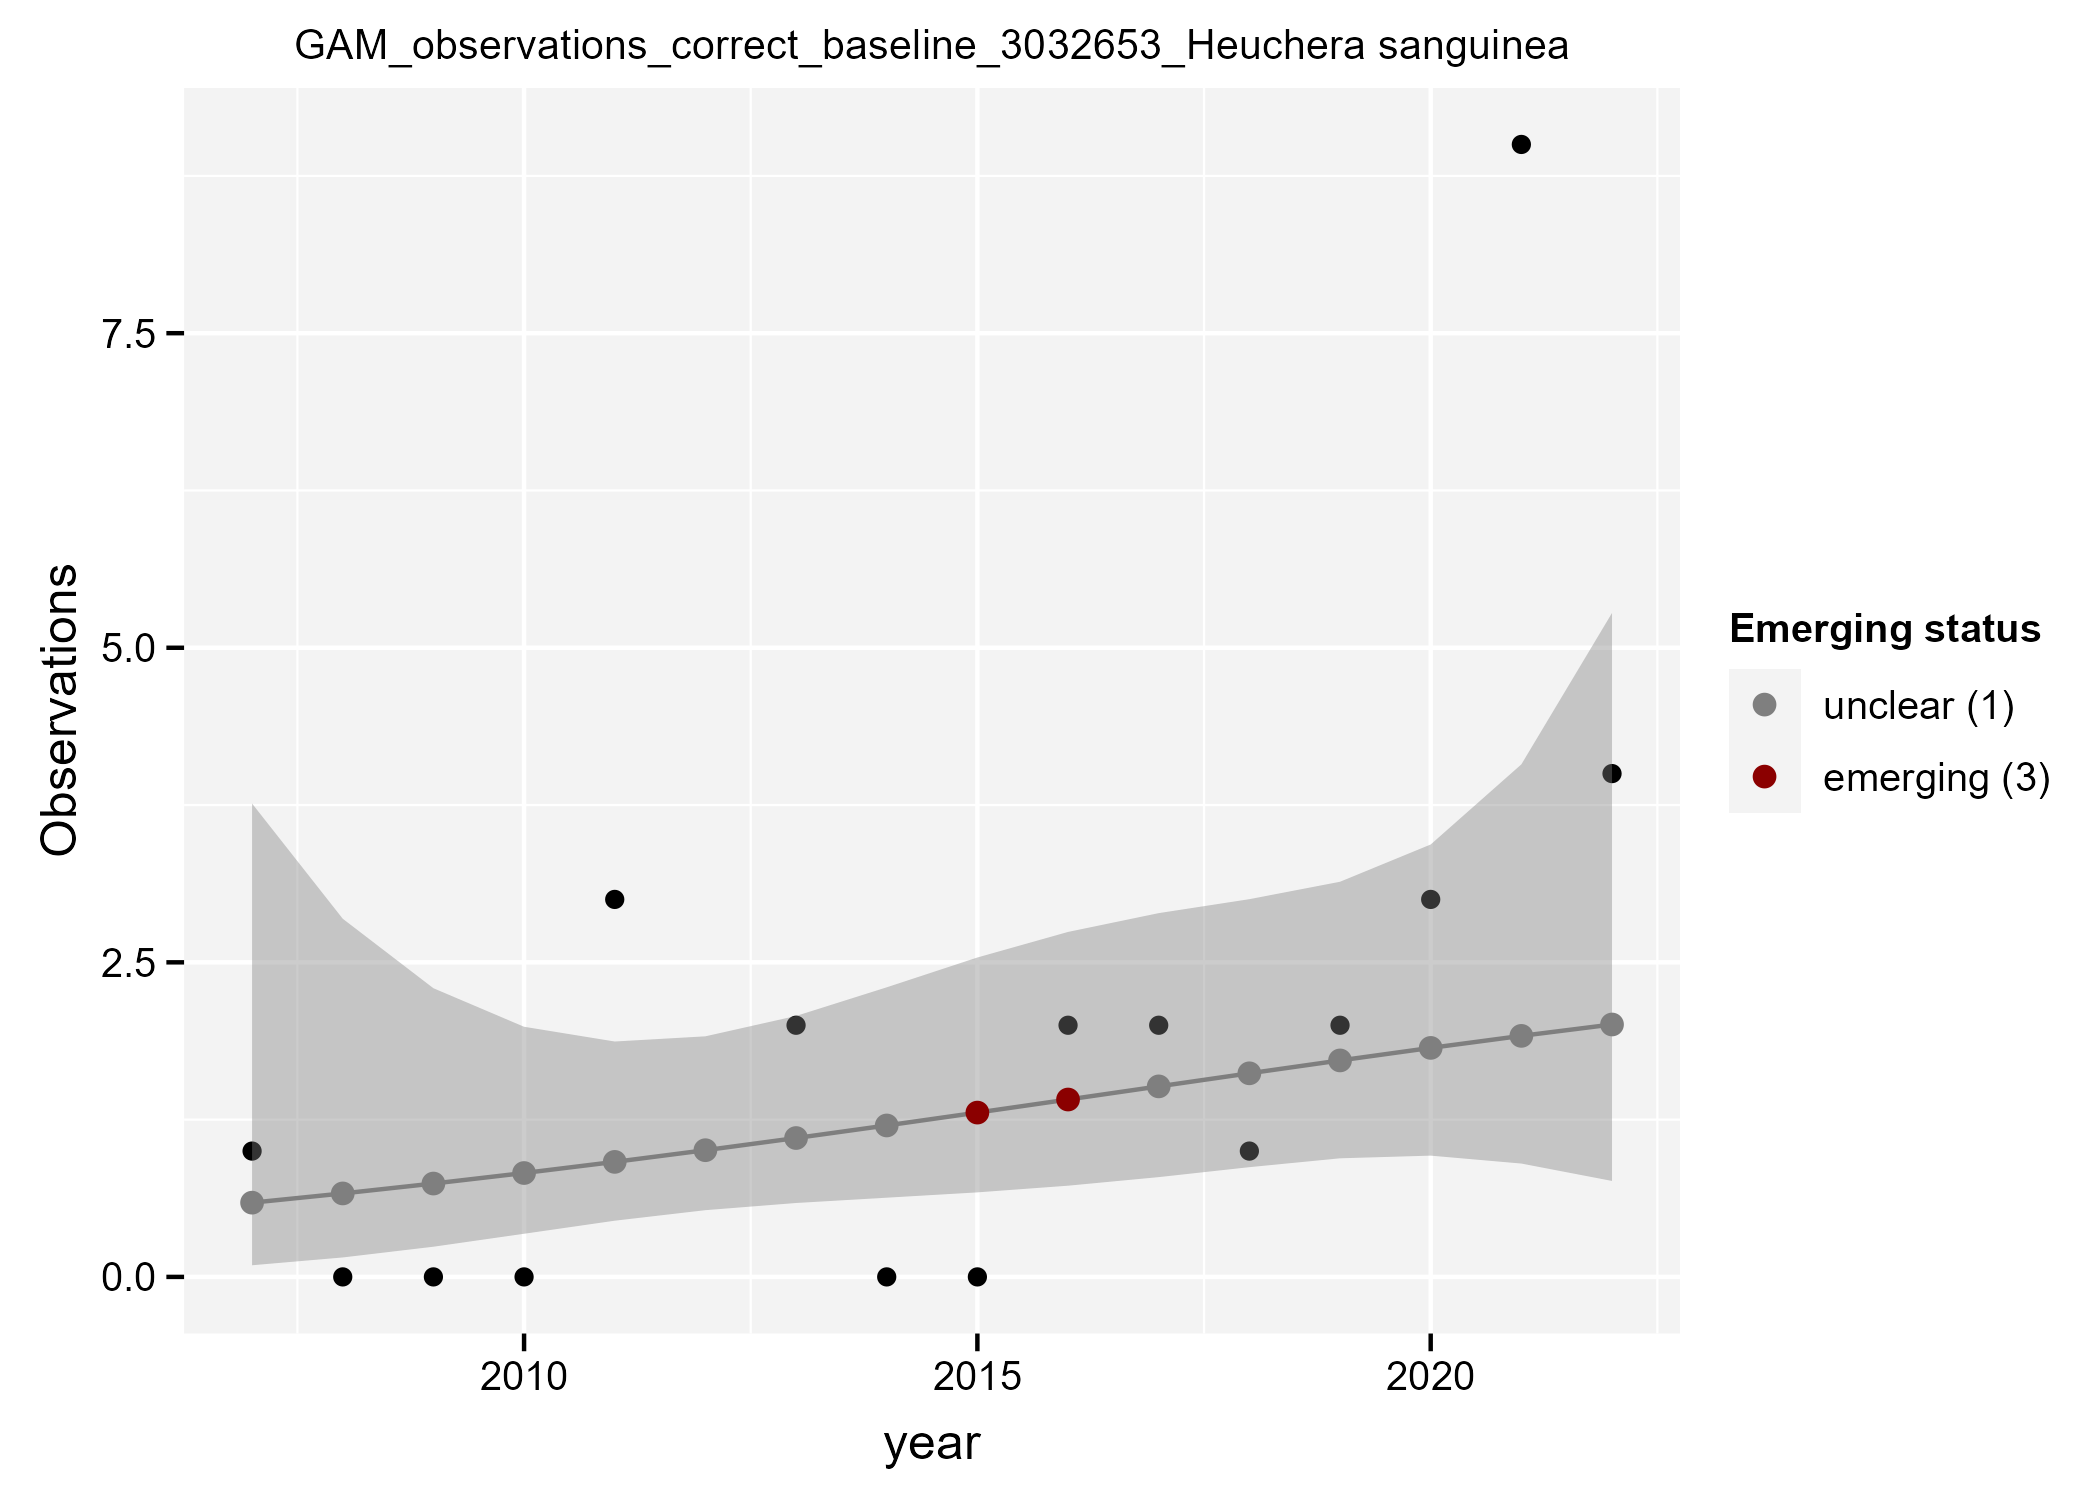 GAM_observations_correct_baseline_3032653_Heuchera sanguinea
Observations
7.5
5.0
2.5
0.0
2010
2015
2020
year
Emerging status
unclear (1)
emerging (3)